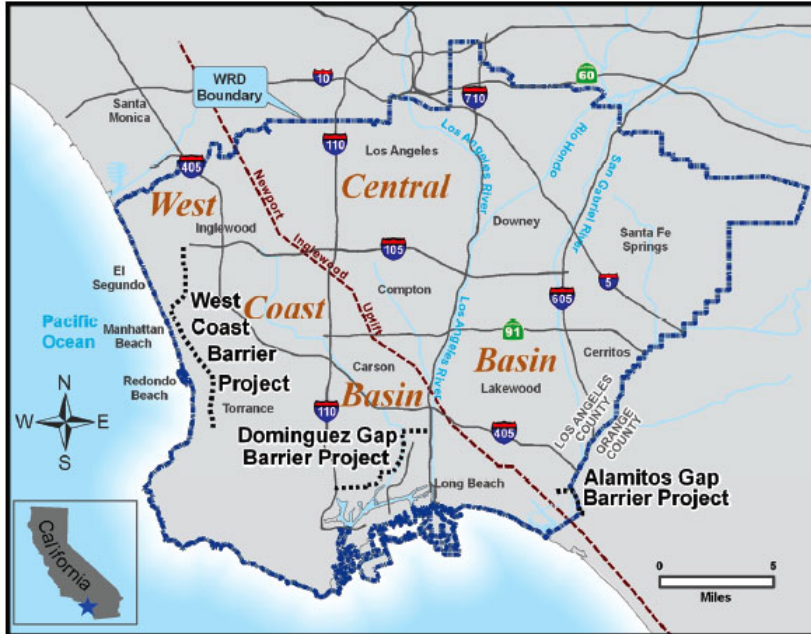 10
60
WRD
Boundary
Santa
Monica
710
Los Angeles River
Rio Hondo
San Gabriel River
110
Los Angeles
405
Newport
Central
West
Downey
Santa Fe
Springs
Inglewood
Inglewood
105
5
El
Segundo
West
Coast
Barrier
Project
Coast
Compton
605
Uplift
Los Angeles River
91
Pacific
Ocean
Manhattan
Beach
Basin
Cerritos
Carson
Redondo
Beach
Basin
Lakewood
LOS ANGELES
COUNTY
ORANGE
COUNTY
N
W
E
S
Torrance
110
405
Dominguez Gap
Barrier Project
Long Beach
Alamitos Gap
Barrier Project
California
0
5
Miles